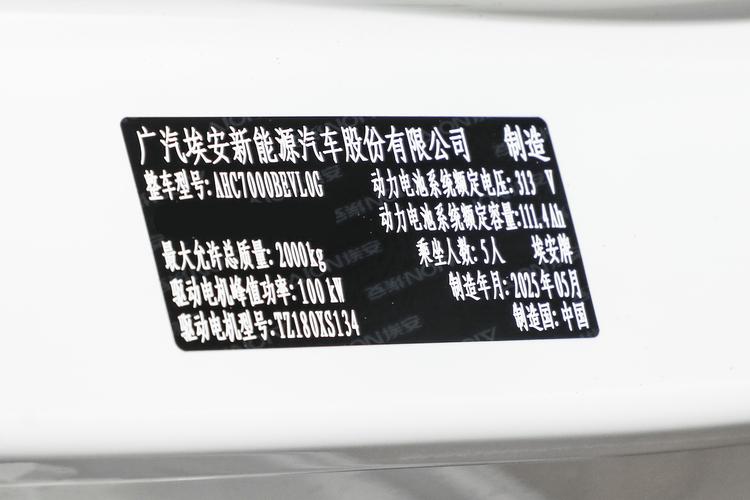 广汽埃安新能源汽车股份有限公司 制造
整车型号: AHC7000BEVL0G 动力电池系统额定电压: 313 V
动力电池系统额定容量:111.4Ah
最大允许总质量: 2000kg 乘坐人数: 5人 埃安牌
驱动电机峰值功率: 100 kW 制造年月: 2025年05月
驱动电机型号: TZ180XS134 制造国: 中国